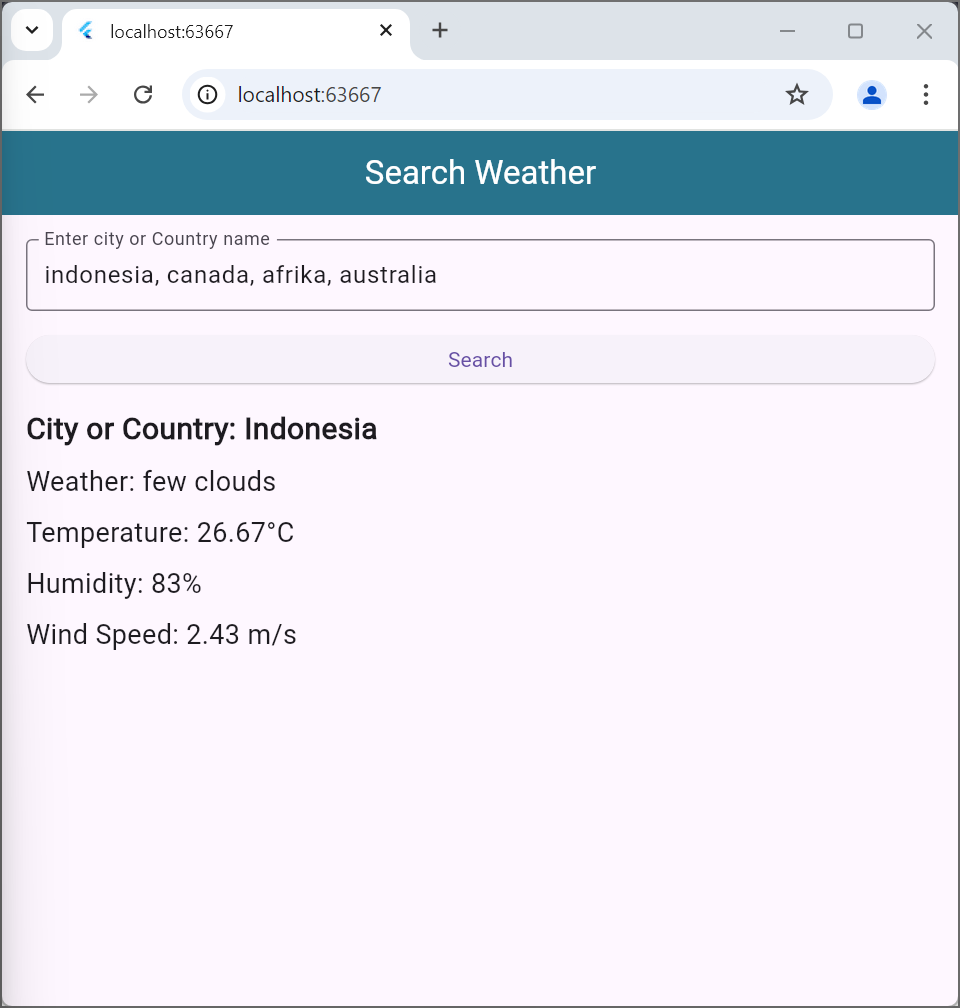 localhost:63667
localhost:63667
Search Weather
Enter city or Country name
indonesia, canada, afrika, australia
Search
City or Country: Indonesia
Weather: few clouds
Temperature: 26.67°C
Humidity: 83%
Wind Speed: 2.43 m/s